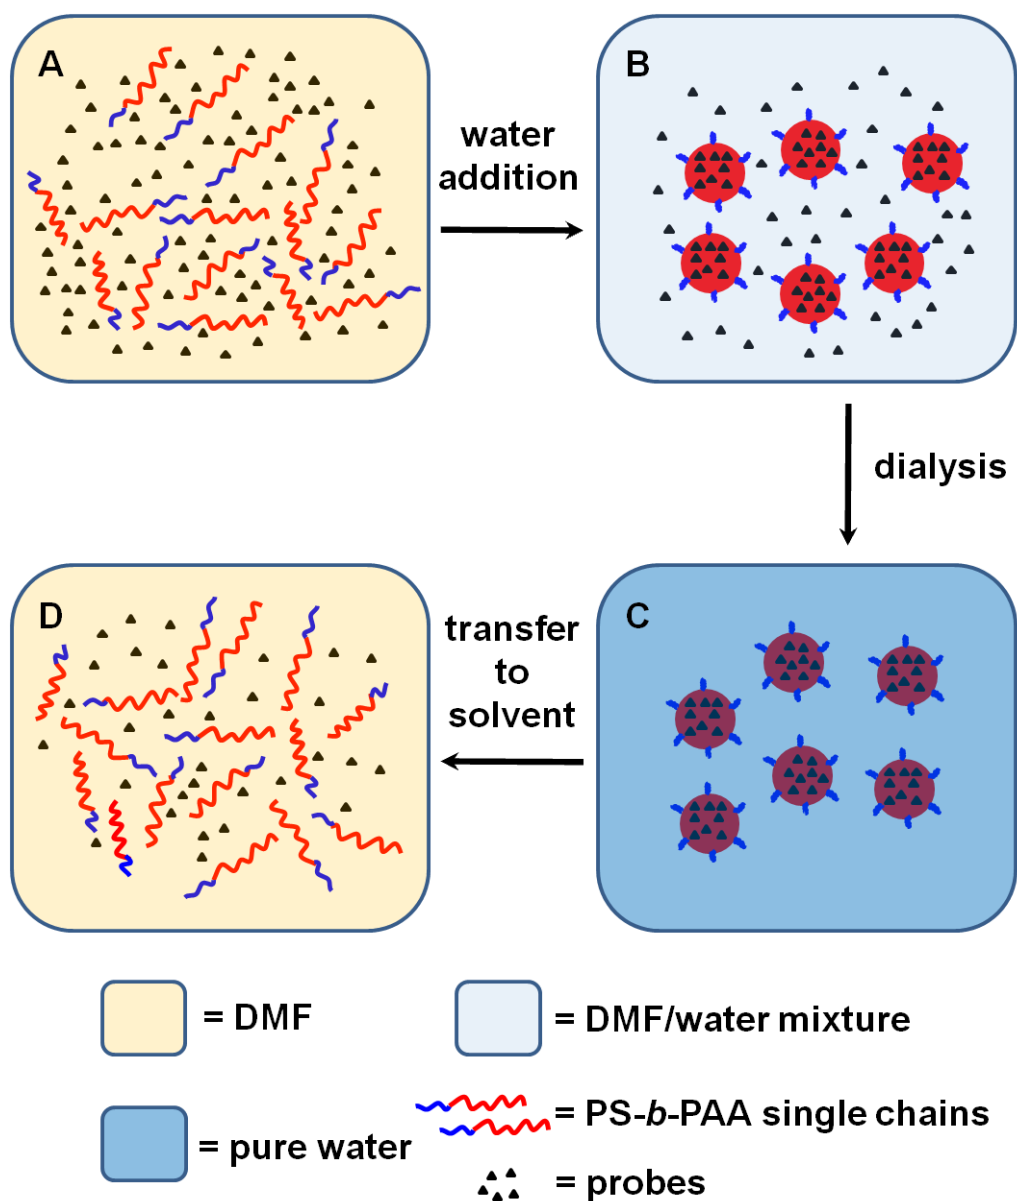 A
B
water
addition
dialysis
D
transfer
to
solvent
C
= DMF
= DMF/water mixture
= pure water
= PS-b-PAA single chains
= probes